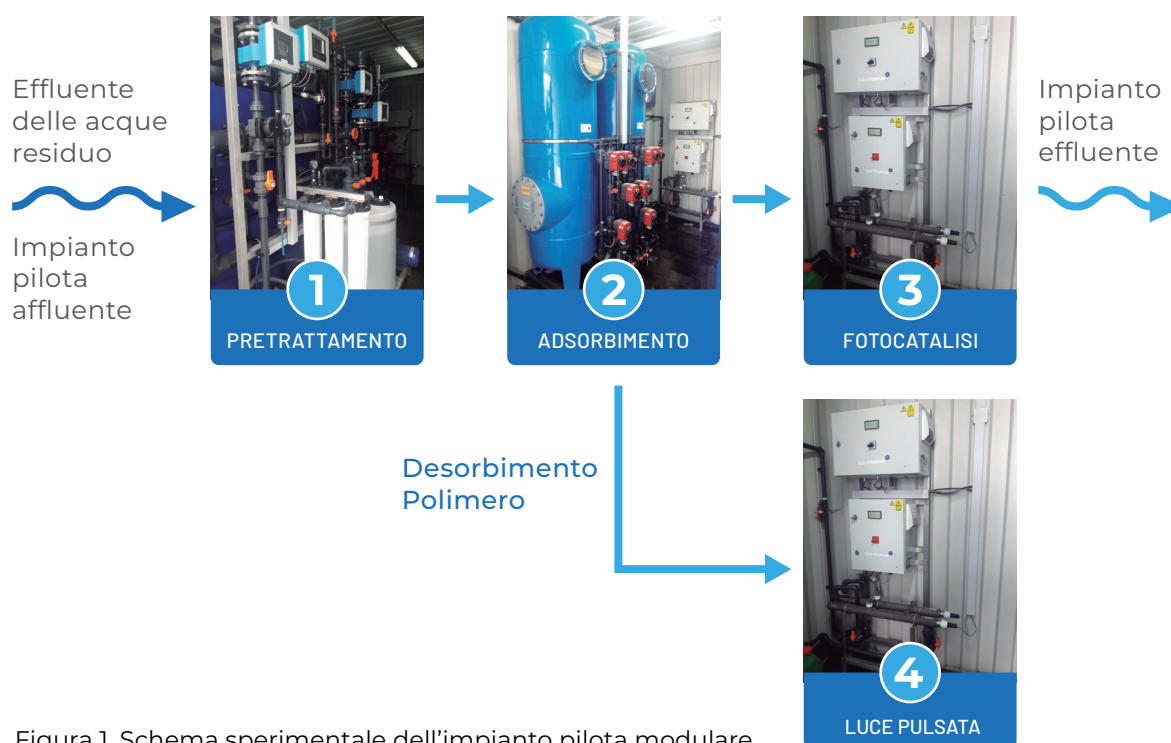 Effluente
delle acque
residuo
Impianto
pilota
affluente
1
PRETRATTAMENTO
2
ADSORBIMENTO
3
FOTOCATALISI
Impianto
pilota
effluente
Desorbimento
Polimero
4
LUCE PULSATA
Figura 1. Schema sperimentale dell'impianto pilota modulare